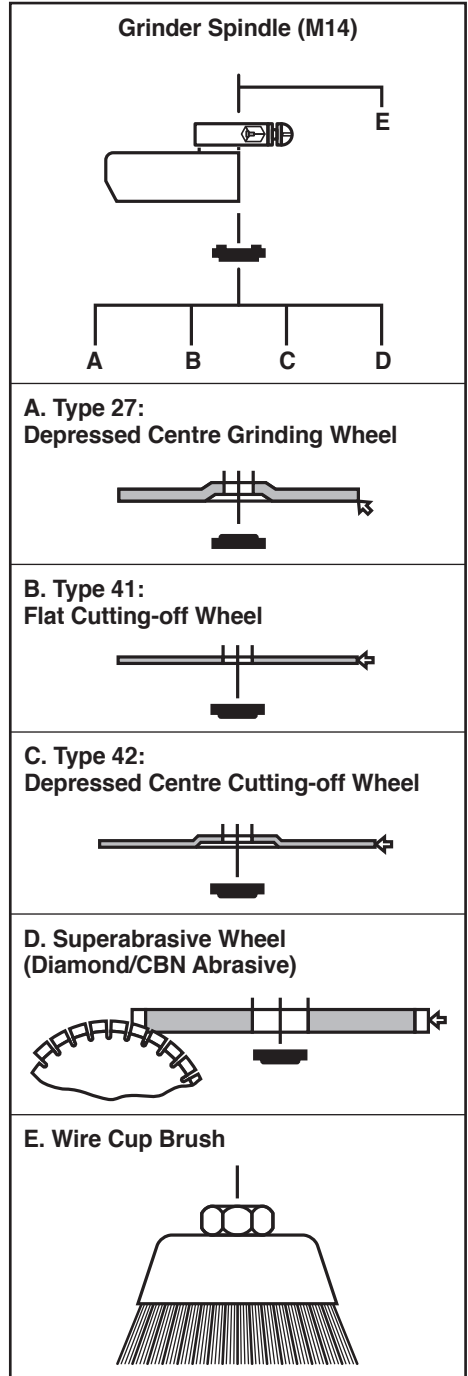 Grinder Spindle (M14)
E
A B C D
A. Type 27:
Depressed Centre Grinding Wheel
B. Type 41:
Flat Cutting-off Wheel
C. Type 42:
Depressed Centre Cutting-off Wheel
D. Superabrasive Wheel
(Diamond/CBN Abrasive)
E. Wire Cup Brush